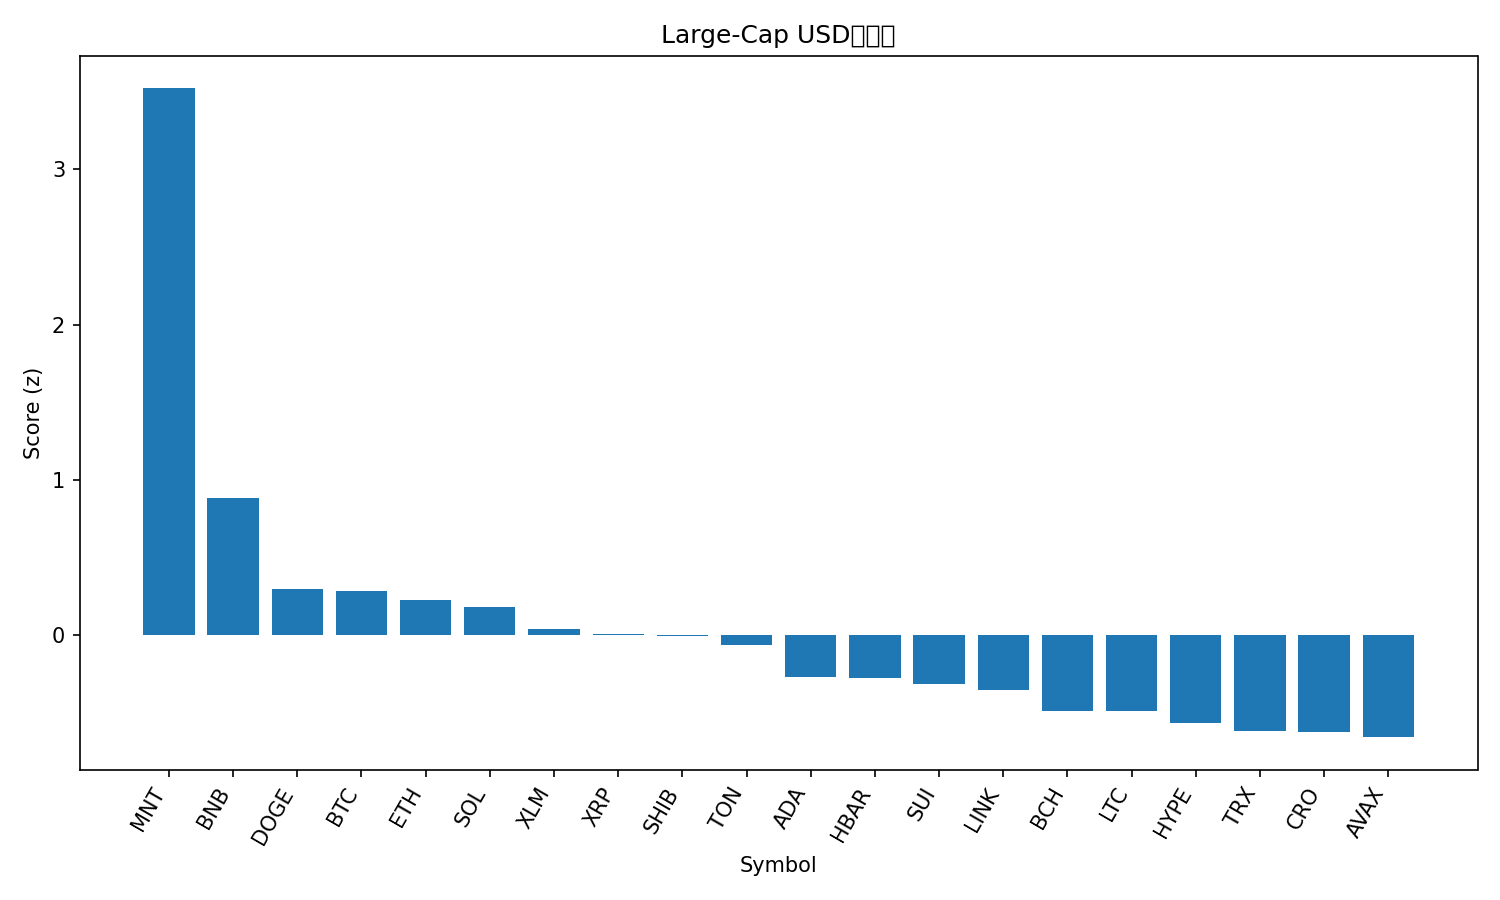 Large-Cap USD
3
2
1
0
Score (z)
MNT
BNB
DOGE
BTC
ETH
SOL
XLM
XRP
SHIB
TON
ADA
HBAR
SUI
LINK
BCH
LTC
HYPE
TRX
CRO
AVAX
Symbol